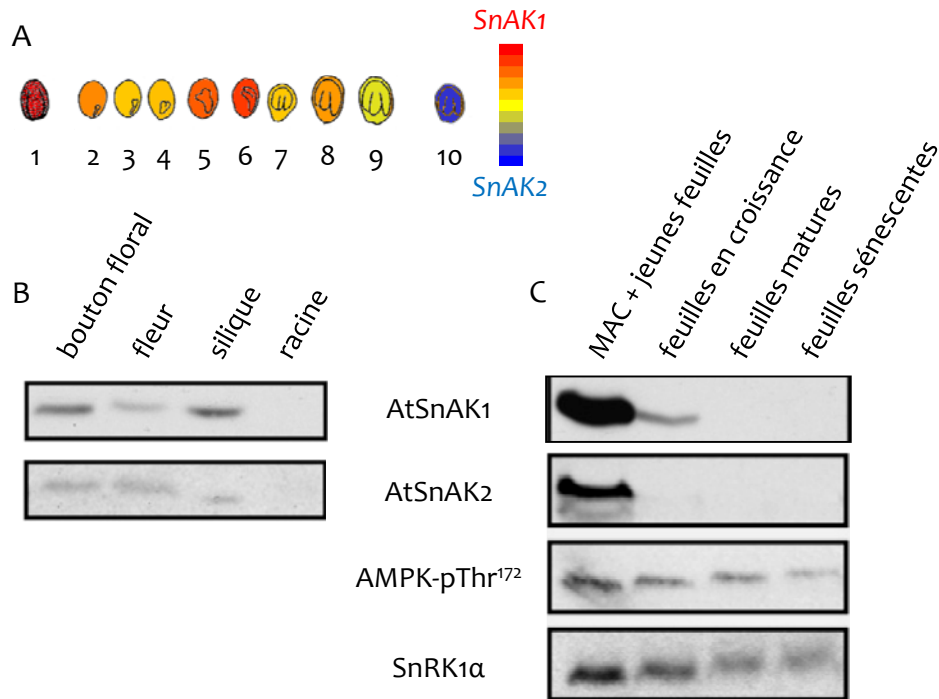 A
SnAK1
1 2 3 4 5 6 7 8 9 10
SnAK2
B
bouton floral
fleur
silique
racine
C
MAC + jeunes feuilles
feuilles en croissance
feuilles matures
feuilles sénescentes
AtSnAK1
AtSnAK2
AMPK-pThr¹⁷²
SnRK1α